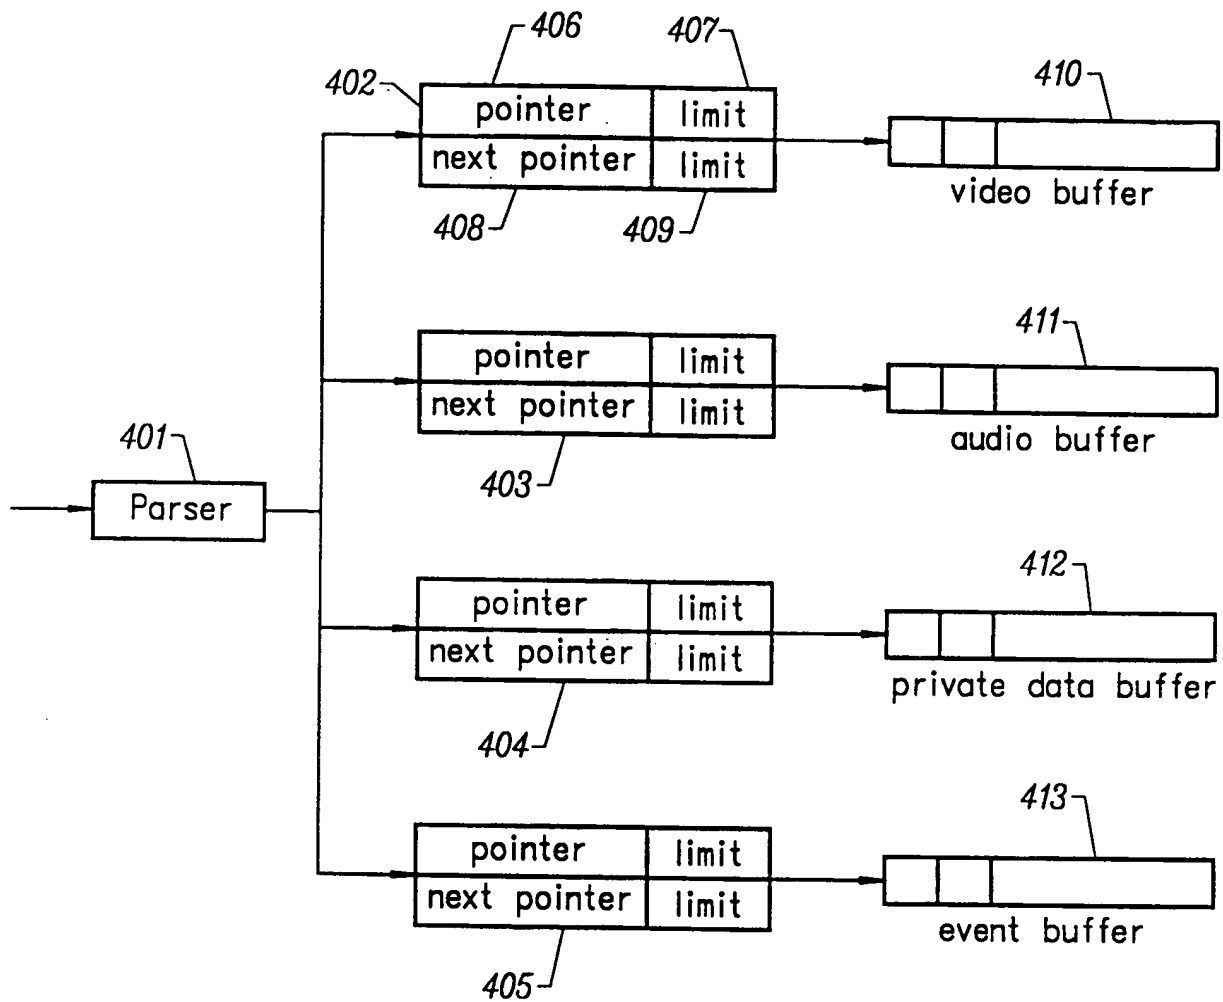 406
407
402
410
pointer limit
next pointer limit
video buffer
408
409
411
pointer limit
next pointer limit
audio buffer
401
403
Parser
412
pointer limit
next pointer limit
private data buffer
404
413
pointer limit
next pointer limit
event buffer
405